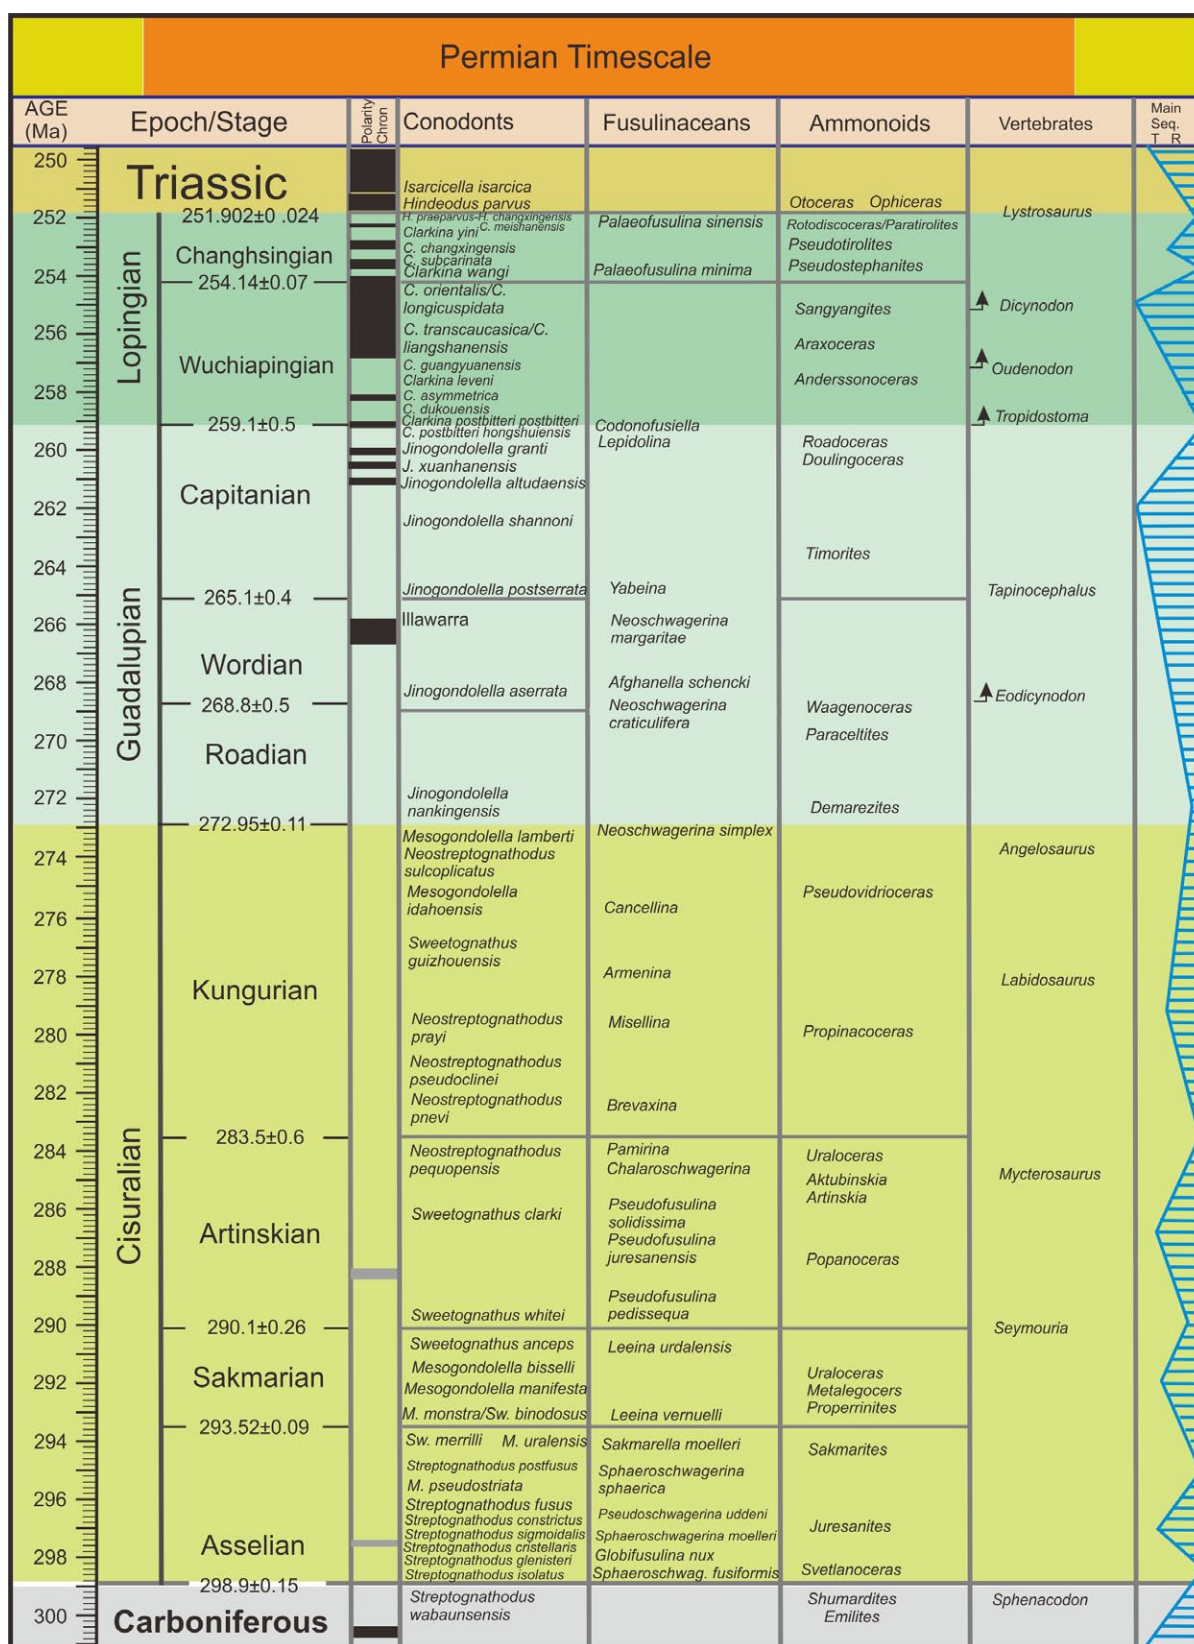 Permian Timescale
AGE (Ma)
Epoch/Stage
Polarity Chron
Conodonts
Fusulinaceans
Ammonoids
Vertebrates
Main Seq. T R
250
252
254
256
258
260
262
264
266
268
270
272
274
276
278
280
282
284
286
288
290
292
294
296
298
300
Lopingian
Guadalupian
Cisuralian
Triassic
251.902±0 .024
Changhsingian
254.14±0.07
Wuchiapingian
259.1±0.5
Capitanian
265.1±0.4
Wordian
268.8±0.5
Roadian
272.95±0.11
Kungurian
283.5±0.6
Artinskian
290.1±0.26
Sakmarian
293.52±0.09
Asselian
298.9±0.15
Carboniferous
Isarcicella isarcica
Hindeodus parvus
H. praeparvus-H. changxingensis
Clarkina yini C. meishanensis
C. changxingensis
C. subcarinata
Clarkina wangi
C. orientalis/C.
longicuspidata
C. transcaucasica/C.
liangshanensis
C. guangyuanensis
Clarkina leveni
C. asymmetrica
C. dukouensis
Clarkina postbitteri postbitteri
C. postbitteri hongshuiensis
Jinogondolella granti
J. xuanhanensis
Jinogondolella altudaensis
Jinogondolella shannoni
Jinogondolella postserrata
Illawarra
Jinogondolella aserrata
Jinogondolella
nankingensis
Mesogondolella lamberti
Neostreptognathodus
sulcoplicatus
Mesogondolella
idahoensis
Sweetognathus
guizhouensis
Neostreptognathodus
prayi
Neostreptognathodus
pseudoclinei
Neostreptognathodus
pnevi
Neostreptognathodus
pequopensis
Sweetognathus clarki
Sweetognathus whitei
Sweetognathus anceps
Mesogondolella bisselli
Mesogondolella manifesta
M. monstra/Sw. binodosus
Sw. merrilli M. uralensis
Streptognathodus postfusus
M. pseudostriata
Streptognathodus fusus
Streptognathodus constrictus
Streptognathodus sigmoidalis
Streptognathodus cristellaris
Streptognathodus glenisteri
Streptognathodus isolatus
Streptognathodus
wabaunsensis
Palaeofusulina sinensis
Palaeofusulina minima
Codonofusiella
Lepidolina
Yabeina
Neoschwagerina
margaritae
Afghanella schencki
Neoschwagerina
craticulifera
Neoschwagerina simplex
Cancellina
Armenina
Misellina
Brevaxina
Pamirina
Chalaroschwagerina
Pseudofusulina
solidissima
Pseudofusulina
juresanensis
Pseudofusulina
pedissequa
Leeina urdalensis
Leeina vernuelli
Sakmarella moelleri
Sphaeroschwagerina
sphaerica
Pseudoschwagerina uddeni
Sphaeroschwagerina moelleri
Globifusulina nux
Sphaeroschwag. fusiformis
Otoceras Ophiceras
Rotodiscoceras/Paratirolites
Pseudotirolites
Pseudostephanites
Sangyangites
Araxoceras
Anderssonoceras
Roadoceras
Doulingoceras
Timorites
Waagenoceras
Paraceltites
Demarezites
Pseudovidrioceras
Propinacoceras
Uraloceras
Aktubinskia
Artinskia
Popanoceras
Uraloceras
Metalegocers
Properrinites
Sakmarites
Juresanites
Svetlanoceras
Shumardites
Emilites
Lystrosaurus
Dicynodon
Oudenodon
Tropidostoma
Tapinocephalus
Eodicynodon
Angelosaurus
Labidosaurus
Mycterosaurus
Seymouria
Sphenacodon